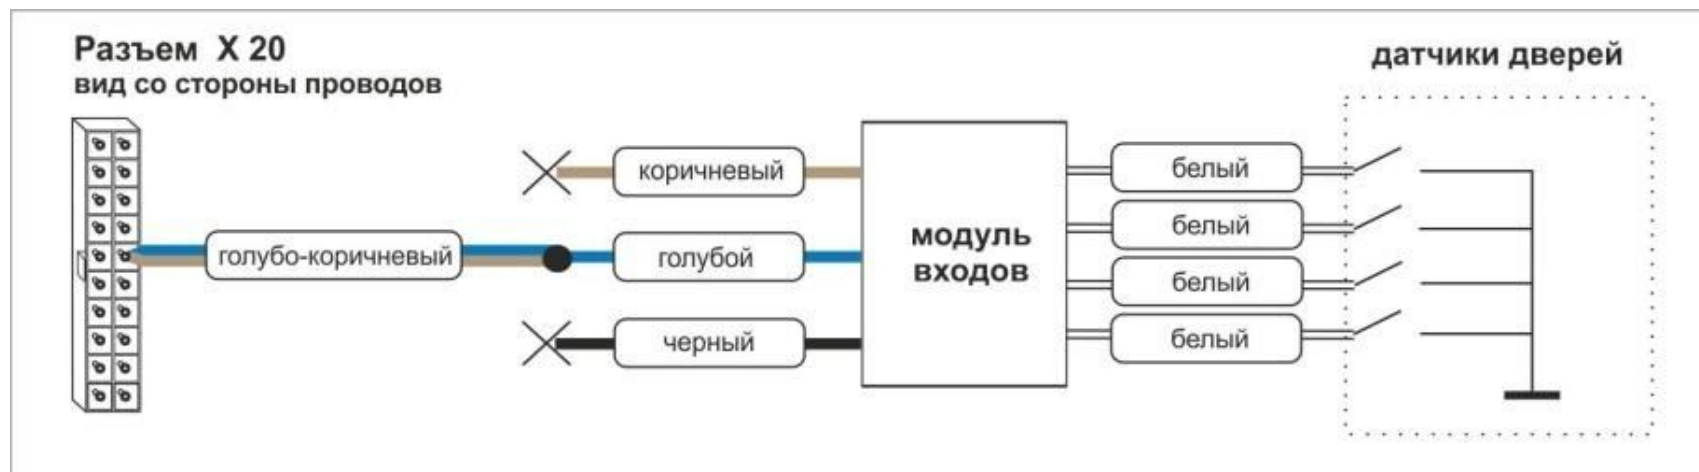 Разъем X 20
вид со стороны проводов
датчики дверей
коричневый
голубо-коричневый
голубой
черный
модуль
входов
белый
белый
белый
белый